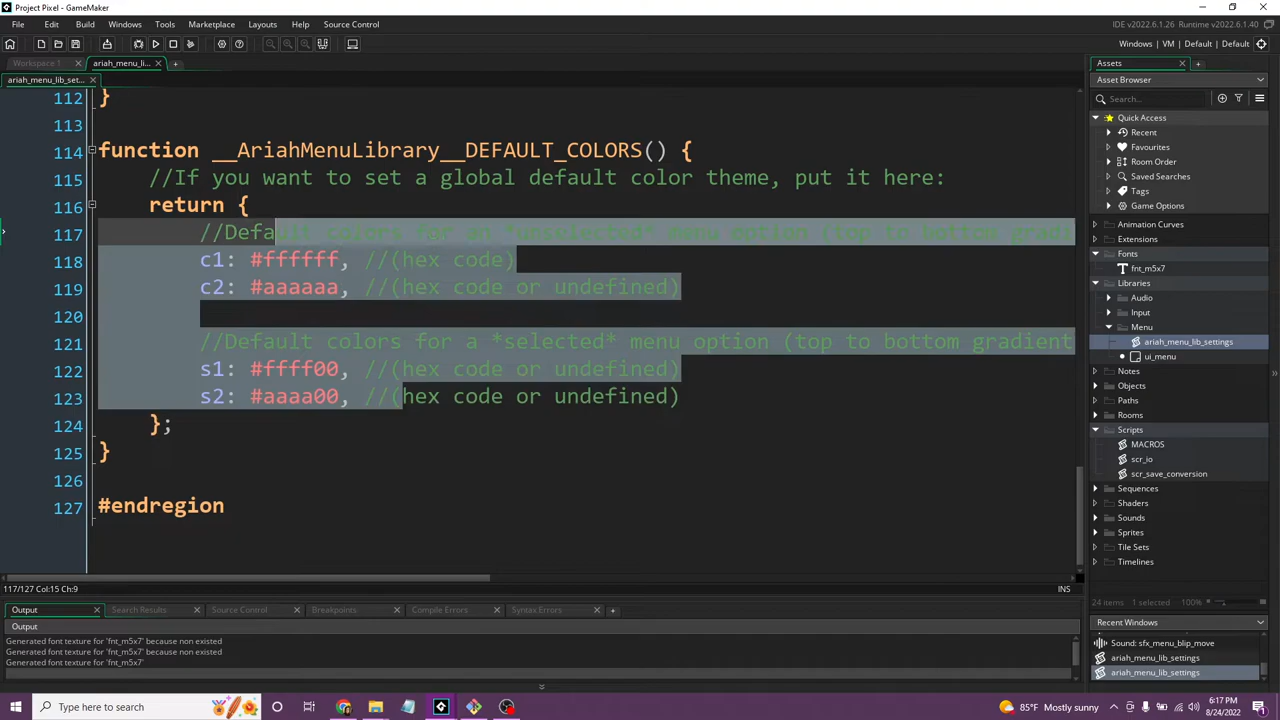 Project Pixel - GameMaker
File Edit Build Windows Tools Marketplace Layouts Help Source Control
IDE v2022.6.1.26 Runtime v2022.6.1.40
Windows | VM | Default | Default
Workspace 1
ariah_menu_li...
ariah_menu_lib_set...
112 }
113
114 function __AriahMenuLibrary__DEFAULT_COLORS() {
115 //If you want to set a global default color theme, put it here:
116 return {
117 //Default colors for an *unselected* menu option (top to bottom gradi
118 c1: #ffffff, //(hex code)
119 c2: #aaaaaa, //(hex code or undefined)
120
121 //Default colors for a *selected* menu option (top to bottom gradient
122 s1: #ffff00, //(hex code or undefined)
123 s2: #aaaa00, //(hex code or undefined)
124 };
125 }
126
127 #endregion
117/127 Col:15 Ch:9
INS
Output Search Results Source Control Breakpoints Compile Errors Syntax Errors
Output
Generated font texture for 'fnt_m5x7' because non existed
Generated font texture for 'fnt_m5x7' because non existed
Generated font texture for 'fnt_m5x7'
Assets
Asset Browser
Search...
Quick Access
Recent
Favourites
Room Order
Saved Searches
Tags
Game Options
Animation Curves
Extensions
Fonts
fnt_m5x7
Libraries
Audio
Input
Menu
ariah_menu_lib_settings
ui_menu
Notes
Objects
Paths
Rooms
Scripts
MACROS
scr_io
scr_save_conversion
Sequences
Shaders
Sounds
Sprites
Tile Sets
Timelines
24 items 1 selected 100%
Recent Windows
Sound: sfx_menu_blip_move
ariah_menu_lib_settings
ariah_menu_lib_settings
Type here to search
85°F Mostly sunny
6:17 PM
8/24/2022
1